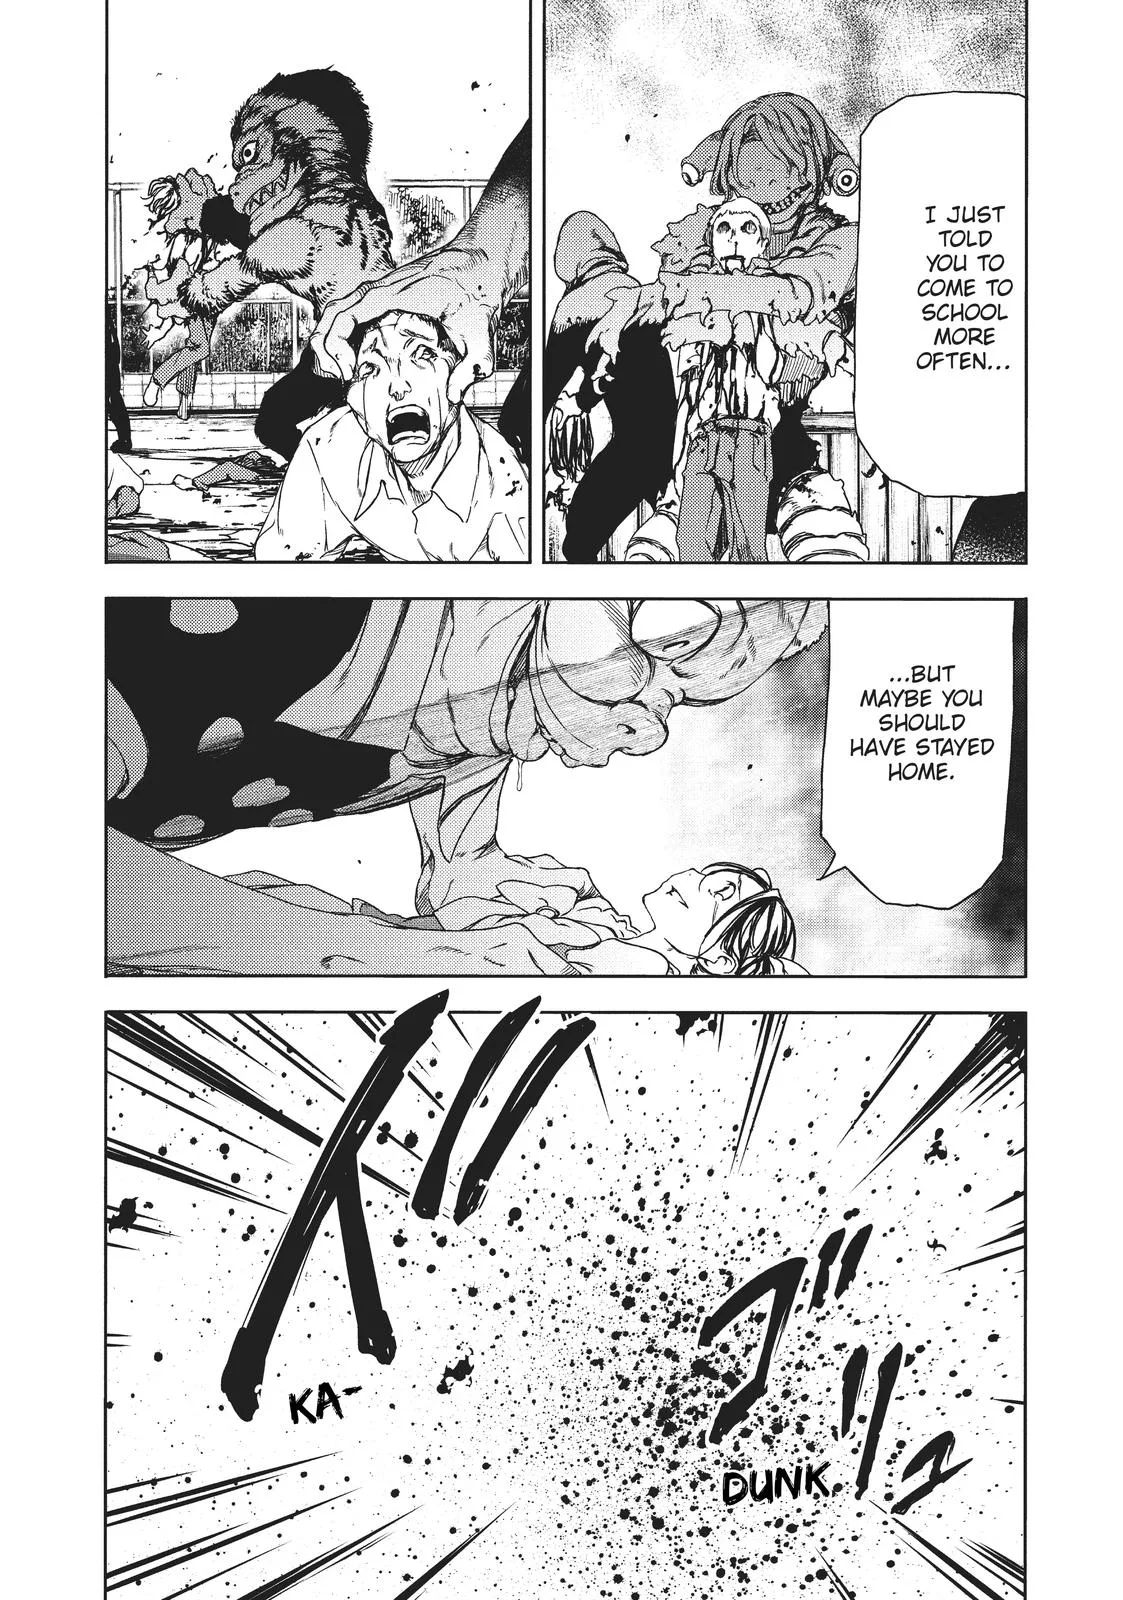 I JUST
TOLD
YOU TO
COME TO
SCHOOL
MORE
OFTEN...
...BUT
MAYBE YOU
SHOULD
HAVE STAYED
HOME.
KA-
DUNK